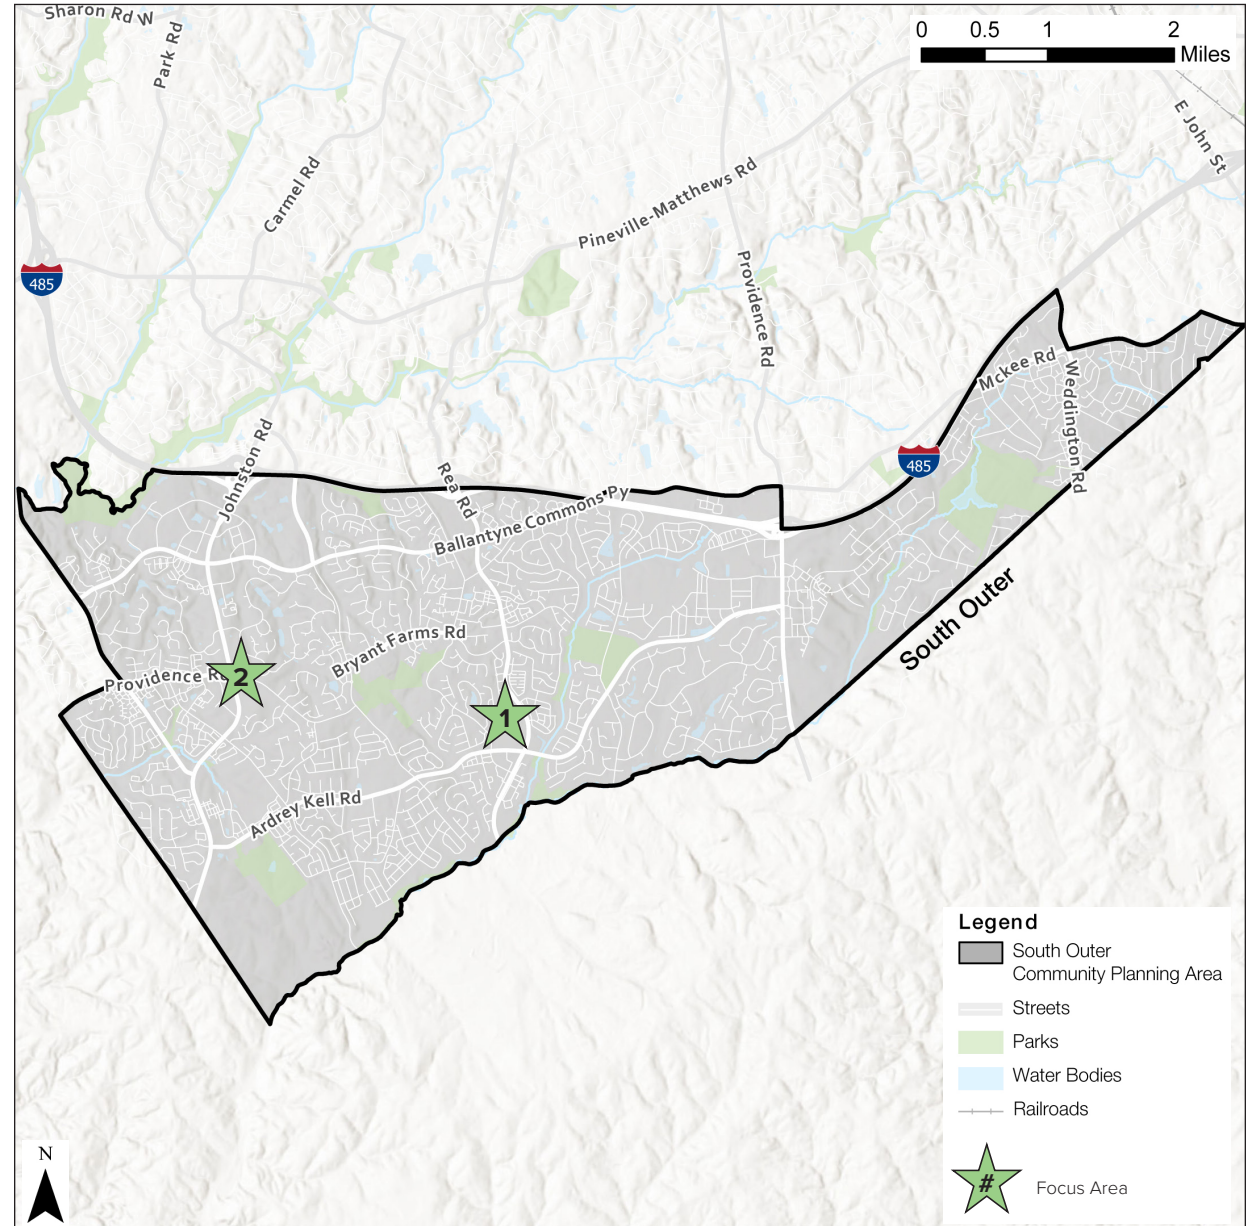 Sharon Rd W
Park Rd
0 0.5 1 2
Miles
E John St
Carmel Rd
Pineville-Matthews Rd
Providence Rd
485
Mckee Rd
Weddington Rd
Johnston Rd
Rea Rd
485
Ballantyne Commons Py
South Outer
Bryant Farms Rd
Providence R
2
1
Ardrey Kell Rd
Legend
South Outer
Community Planning Area
Streets
Parks
Water Bodies
Railroads
# Focus Area
N